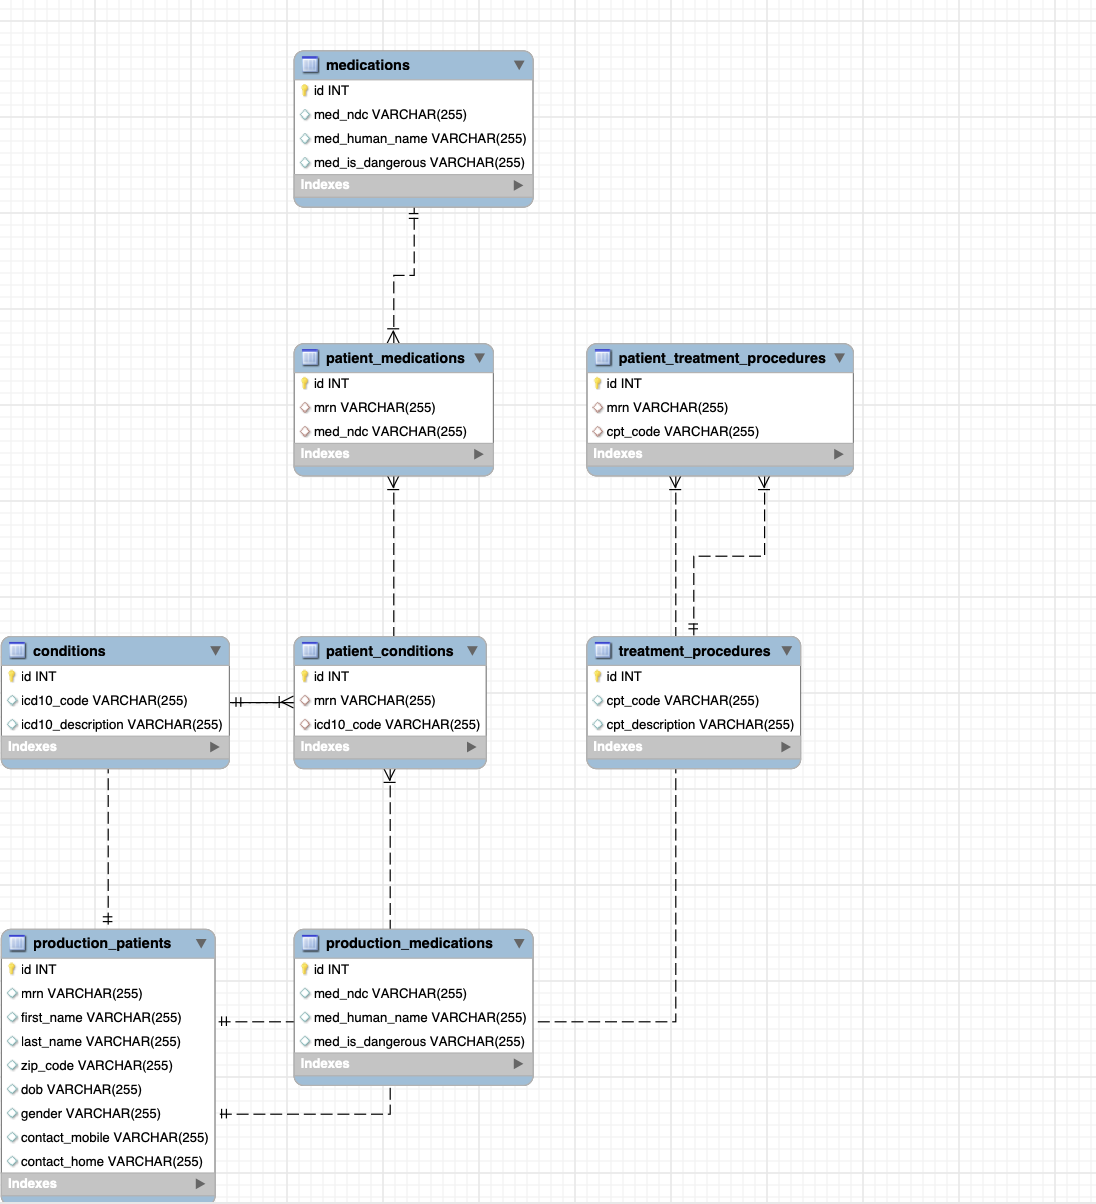 medications
id INT
med_ndc VARCHAR(255)
med_human_name VARCHAR(255)
med_is_dangerous VARCHAR(255)
Indexes
patient_medications
id INT
mrn VARCHAR(255)
med_ndc VARCHAR(255)
Indexes
patient_treatment_procedures
id INT
mrn VARCHAR(255)
cpt_code VARCHAR(255)
Indexes
conditions
id INT
icd10_code VARCHAR(255)
icd10_description VARCHAR(255)
Indexes
patient_conditions
id INT
mrn VARCHAR(255)
icd10_code VARCHAR(255)
Indexes
treatment_procedures
id INT
cpt_code VARCHAR(255)
cpt_description VARCHAR(255)
Indexes
production_patients
id INT
mrn VARCHAR(255)
first_name VARCHAR(255)
last_name VARCHAR(255)
zip_code VARCHAR(255)
dob VARCHAR(255)
gender VARCHAR(255)
contact_mobile VARCHAR(255)
contact_home VARCHAR(255)
Indexes
production_medications
id INT
med_ndc VARCHAR(255)
med_human_name VARCHAR(255)
med_is_dangerous VARCHAR(255)
Indexes